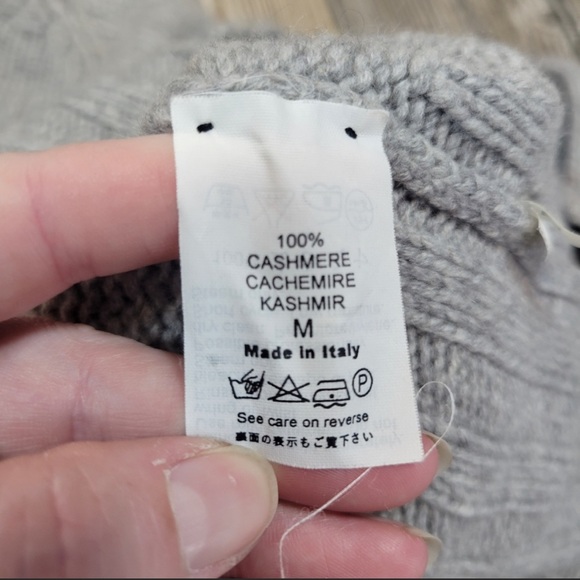 100%
CASHMERE
CACHEMIRE
KASHMIR
M
Made in Italy
P
See care on reverse
裏面の表示もご覧下さい